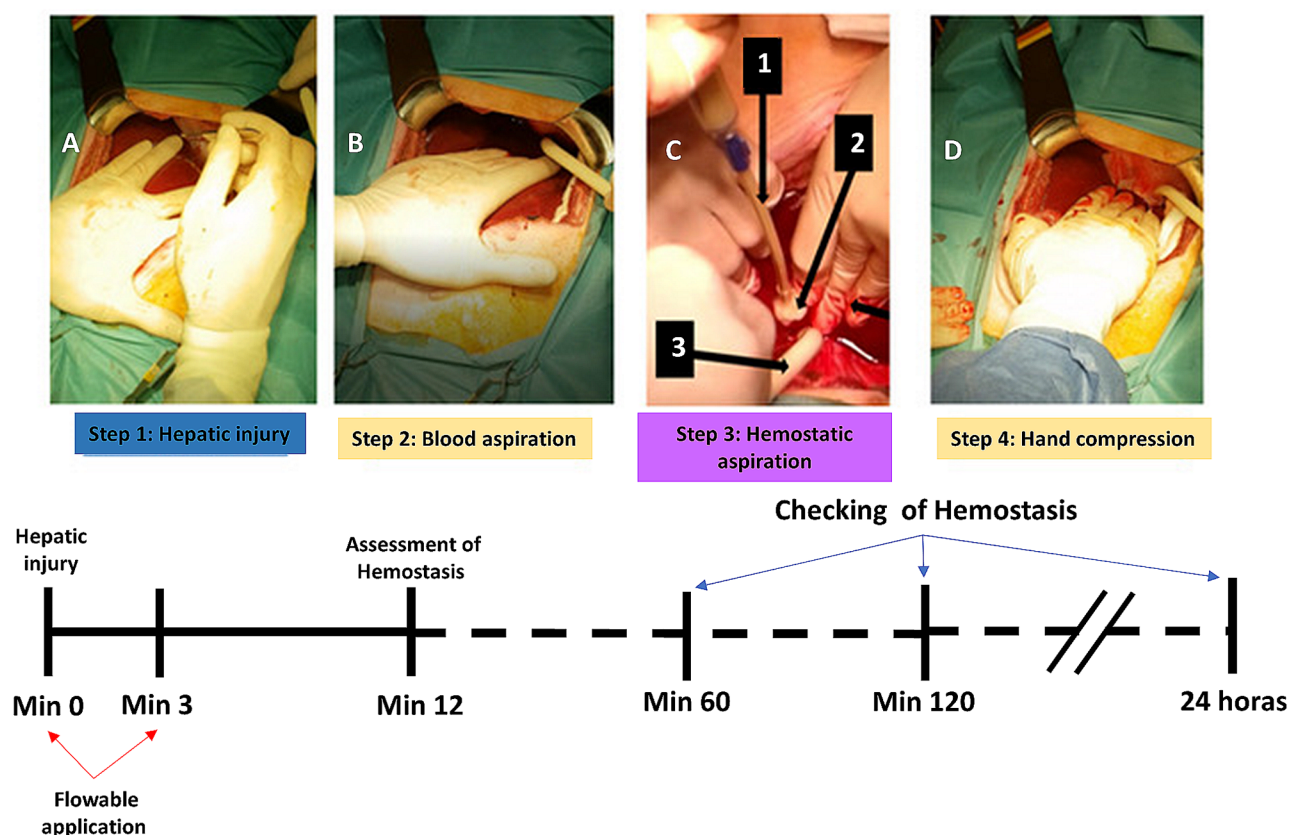 A
B
C
D
1
2
3
Step 1: Hepatic injury
Step 2: Blood aspiration
Step 3: Hemostatic
aspiration
Step 4: Hand compression
Checking of Hemostasis
Hepatic
injury
Assessment of
Hemostasis
Min 0
Min 3
Min 12
Min 60
Min 120
24 horas
Flowable
application